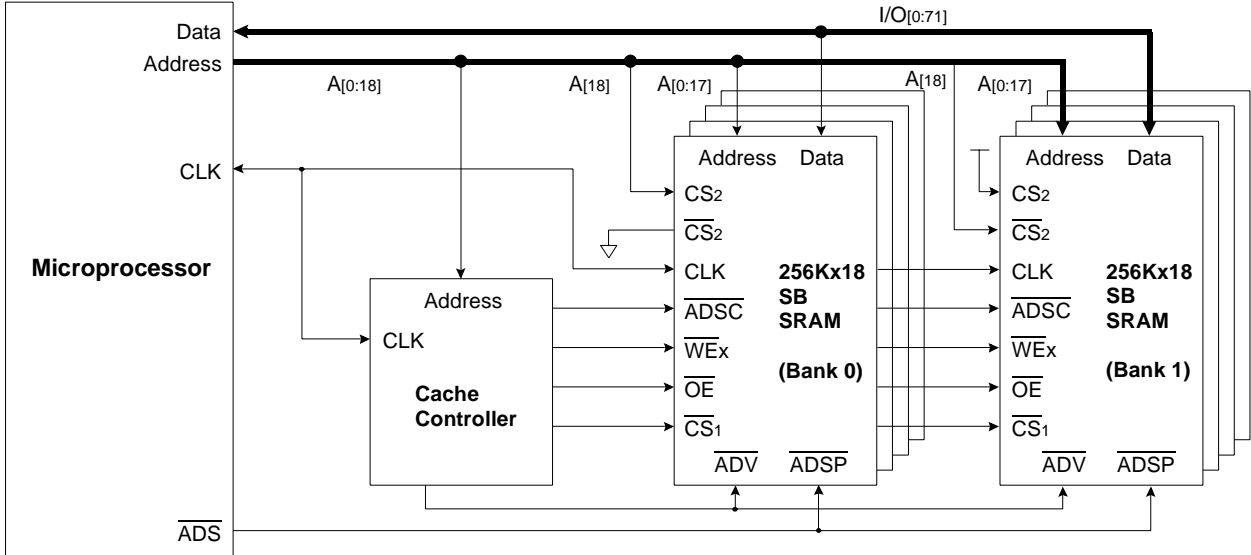 I/O[0:71]
Data
Address
A[0:18]
A[18]
A[0:17]
A[18]
A[0:17]
CLK
Microprocessor
ADS
Address
CLK
Cache
Controller
Address Data
CS2
CS2
CLK
ADSC
WEx
OE
CS1
ADV ADSP
256Kx18
SB
SRAM
(Bank 0)
Address Data
CS2
CS2
CLK
ADSC
WEx
OE
CS1
ADV ADSP
256Kx18
SB
SRAM
(Bank 1)